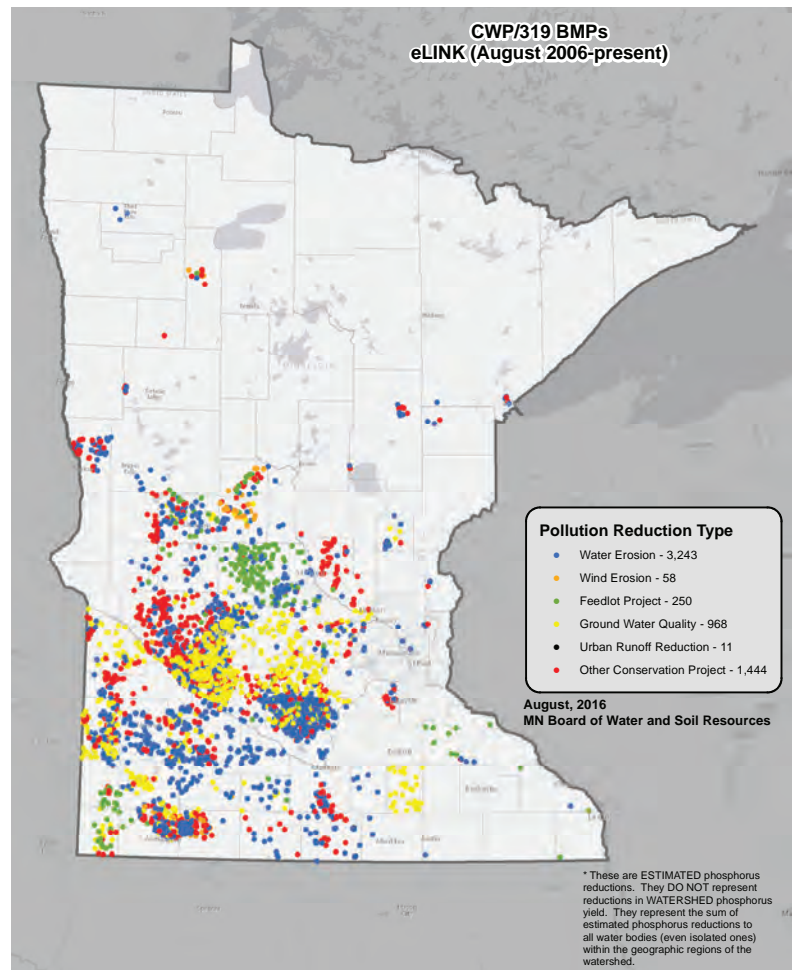 CWP/319 BMPs
eLINK (August 2006-present)
Pollution Reduction Type
Water Erosion - 3,243
Wind Erosion - 58
Feedlot Project - 250
Ground Water Quality - 968
Urban Runoff Reduction - 11
Other Conservation Project - 1,444
August, 2016
MN Board of Water and Soil Resources
* These are ESTIMATED phosphorus
reductions. They DO NOT represent
reductions in WATERSHED phosphorus
yield. They represent the sum of
estimated phosphorus reductions to
all water bodies (even isolated ones)
within the geographic regions of the
watershed.